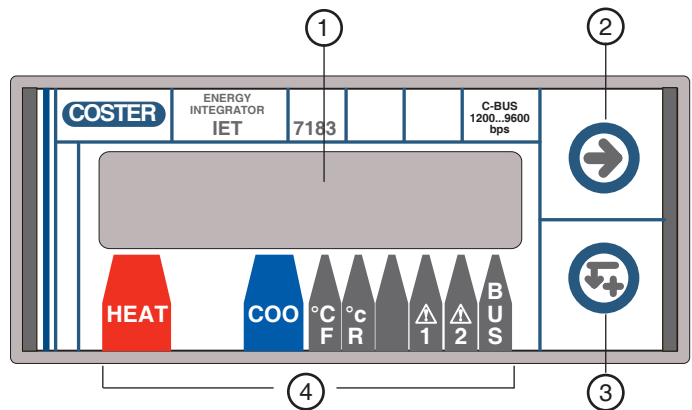 1
2
COSTER
ENERGY
INTEGRATOR
IET
7183
C-BUS
1200...9600
bps
HEAT
COO
°C
F
°c
R
1
2
B
U
S
4
3